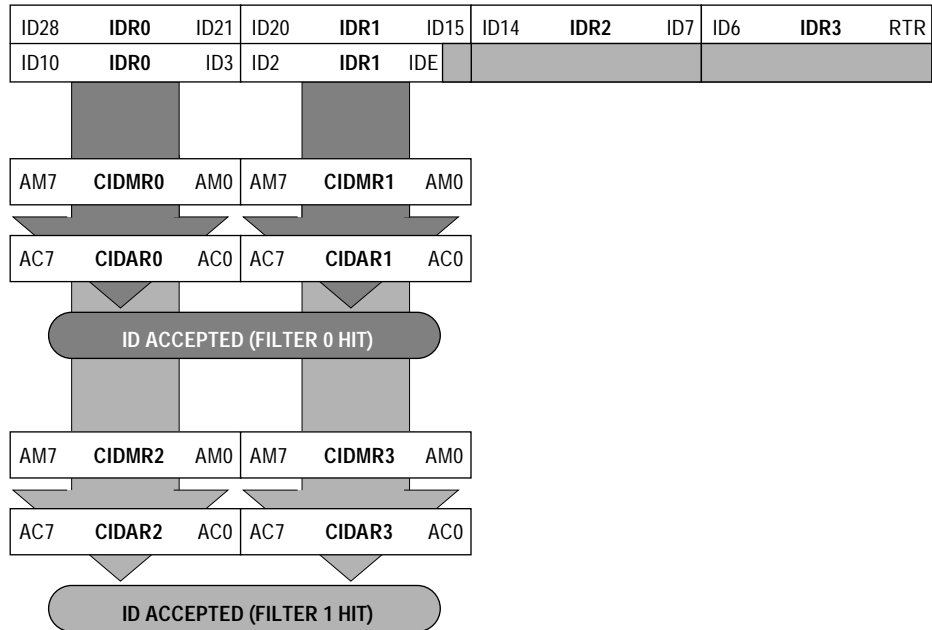 ID28 IDR0 ID21 ID20 IDR1 ID15 ID14 IDR2 ID7 ID6 IDR3 RTR
ID10 IDR0 ID3 ID2 IDR1 IDE
AM7 CIDMR0 AM0 AM7 CIDMR1 AM0
AC7 CIDAR0 AC0 AC7 CIDAR1 AC0
ID ACCEPTED (FILTER 0 HIT)
AM7 CIDMR2 AM0 AM7 CIDMR3 AM0
AC7 CIDAR2 AC0 AC7 CIDAR3 AC0
ID ACCEPTED (FILTER 1 HIT)